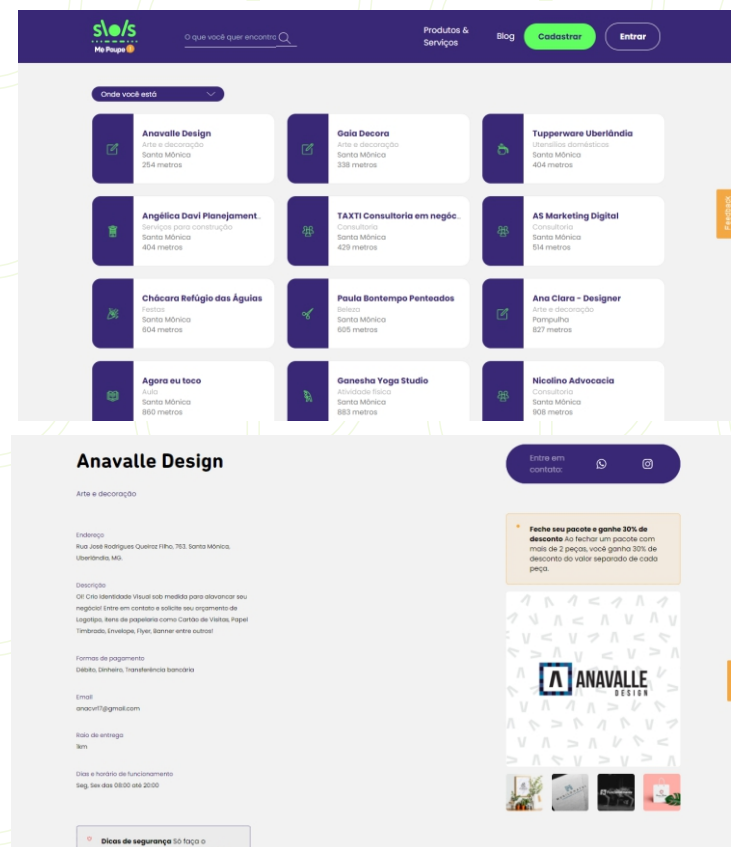 slo/s
Me Poupe
O que você quer encontrc
Produtos &
Serviços
Blog
Cadastrar
Entrar
Onde você está
Anavalle Design
Arte e decoração
Santa Mônica
254 metros
Gaia Decora
Arte e decoração
Santa Mônica
338 metros
Tupperware Uberlândia
Utensílios domésticos
Santa Mônica
404 metros
Angélica Davi Planejament..
Serviços para construção
Santa Mônica
404 metros
TAXTI Consultoria em negóc..
Consultoria
Santa Mônica
429 metros
AS Marketing Digital
Consultoria
Santa Mônica
514 metros
Chácara Refúgio das Águias
Festas
Santa Mônica
604 metros
Paula Bontempo Penteados
Beleza
Santa Mônica
605 metros
Ana Clara - Designer
Arte e decoração
Pampulha
827 metros
Agora eu toco
Aula
Santa Mônica
860 metros
Ganesha Yoga Studio
Atividade física
Santa Mônica
883 metros
Nicolino Advocacia
Consultoria
Santa Mônica
908 metros
Feedback
Anavalle Design
Arte e decoração
Endereço
Rua José Rodrigues Queiroz Filho, 763, Santa Mônica,
Uberlândia, MG.
Descrição
Oi! Crio Identidade Visual sob medida para alavancar seu
negócio! Entre em contato e solicite seu orçamento de
Logotipo, itens de papelaria como Cartão de Visitas, Papel
Timbrado, Envelope, Flyer, Banner entre outros!
Formas de pagamento
Débito, Dinheiro, Transferência bancária
Email
anacvr17@gmail.com
Raio de entrega
1km
Dias e horário de funcionamento
Seg, Sex das 08:00 até 20:00
Dicas de segurança Só faça o
Entre em
contato:
Feche seu pacote e ganhe 30% de
desconto Ao fechar um pacote com
mais de 2 peças, você ganha 30% de
desconto do valor separado de cada
peça.
ANAVALLE
DESIGN